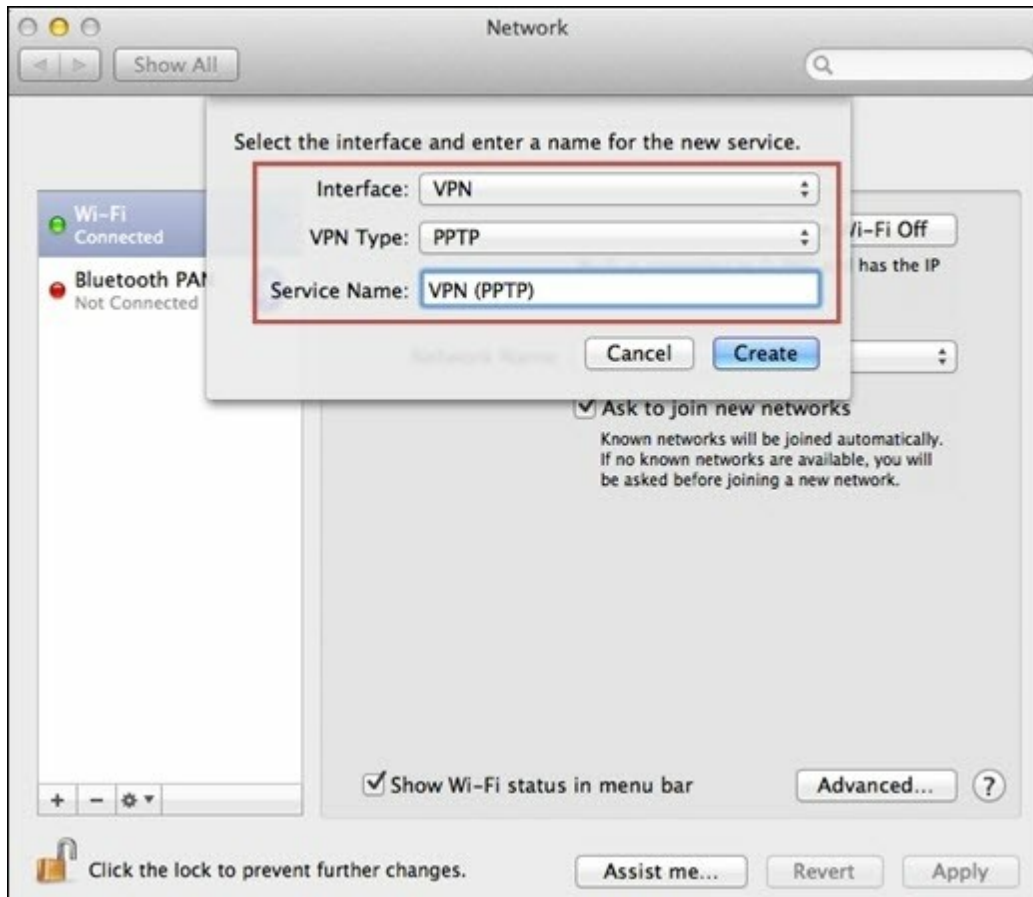 Network
Show All
Select the interface and enter a name for the new service.
Interface: VPN
VPN Type: PPTP
Service Name: VPN (PPTP)
Cancel Create
Wi-Fi
Connected
Bluetooth PAN
Not Connected
i-Fi Off
has the IP
Network Name
Ask to join new networks
Known networks will be joined automatically.
If no known networks are available, you will
be asked before joining a new network.
Show Wi-Fi status in menu bar
Advanced... ?
Click the lock to prevent further changes.
Assist me... Revert Apply